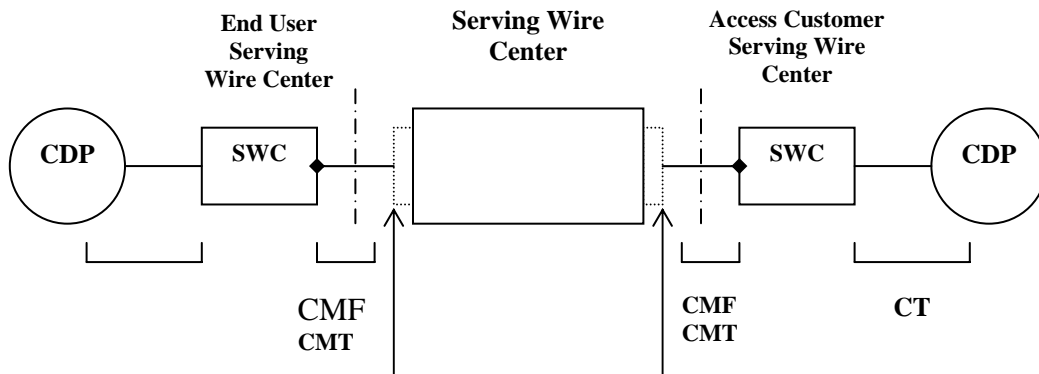 End User
Serving
Wire Center
Serving Wire
Center
Access Customer
Serving Wire
Center
CDP
SWC
SWC
CDP
CMF
CMT
CMF
CMT
CT